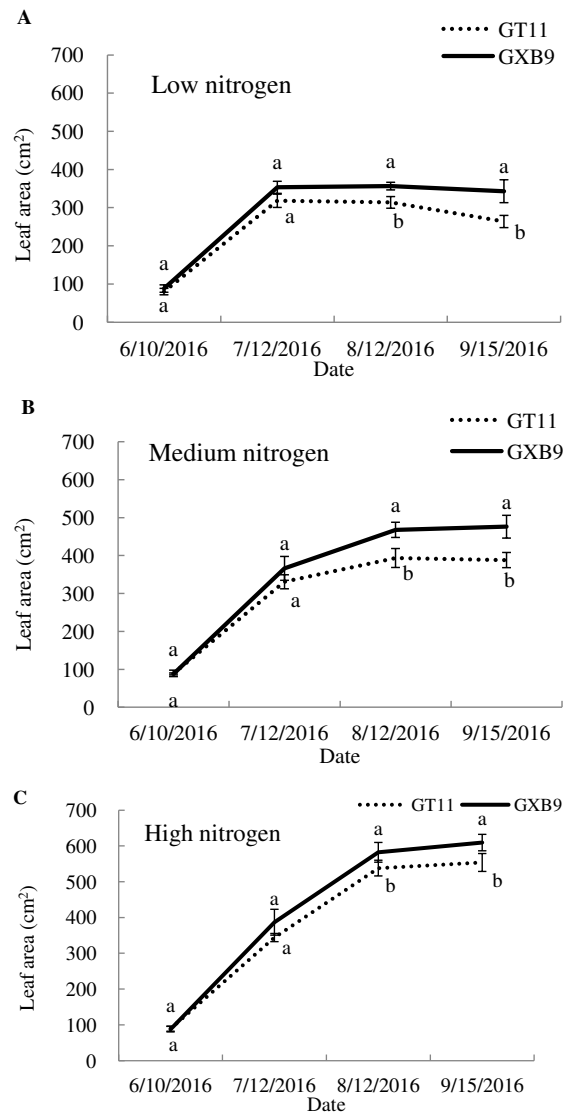 A
GT11
GXB9
Low nitrogen
Leaf area (cm²)
700
600
500
400
300
200
100
0
a
a
a
a
a
a
b
b
6/10/2016
7/12/2016
8/12/2016
9/15/2016
Date
B
GT11
GXB9
Medium nitrogen
Leaf area (cm²)
700
600
500
400
300
200
100
0
a
a
a
a
a
a
b
b
6/10/2016
7/12/2016
8/12/2016
9/15/2016
Date
C
GT11
GXB9
High nitrogen
Leaf area (cm²)
700
600
500
400
300
200
100
0
a
a
a
a
a
a
b
b
6/10/2016
7/12/2016
8/12/2016
9/15/2016
Date